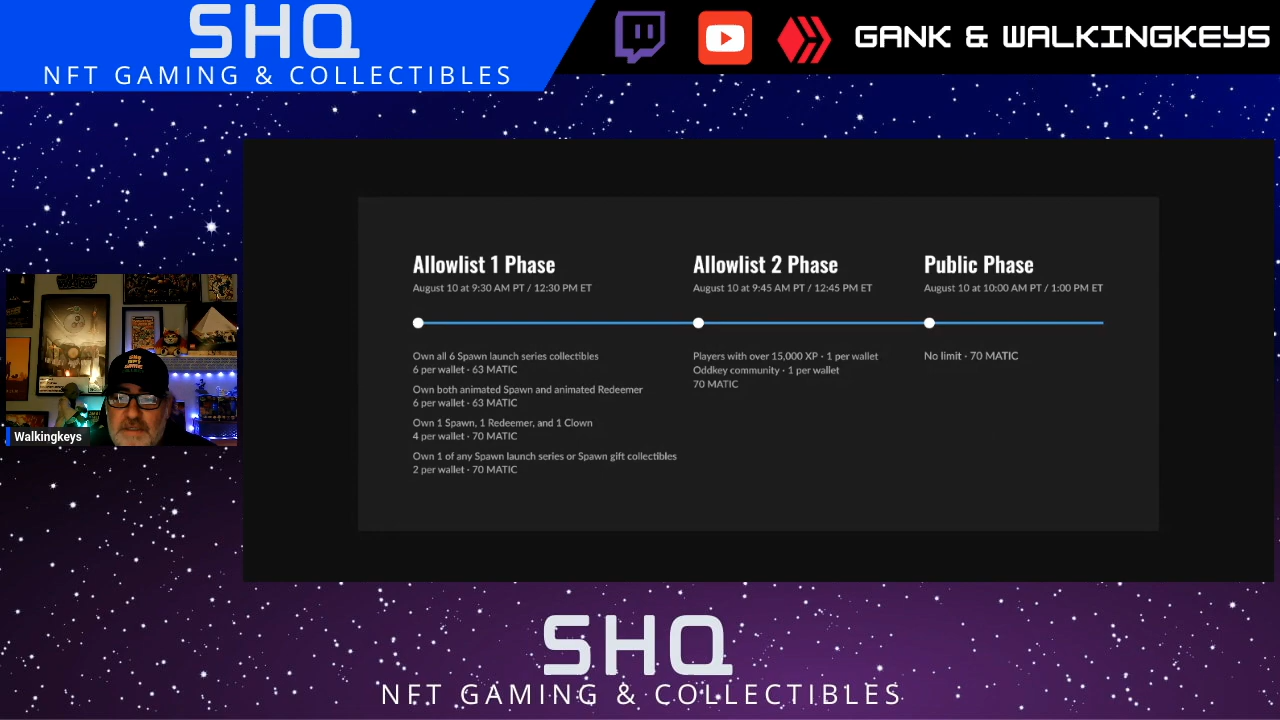 SHQ
NFT GAMING & COLLECTIBLES
GANK & WALKINGKEYS
Allowlist 1 Phase
August 10 at 9:30 AM PT / 12:30 PM ET
Own all 6 Spawn launch series collectibles
6 per wallet · 63 MATIC
Own both animated Spawn and animated Redeemer
6 per wallet · 63 MATIC
Own 1 Spawn, 1 Redeemer, and 1 Clown
4 per wallet · 70 MATIC
Own 1 of any Spawn launch series or Spawn gift collectibles
2 per wallet · 70 MATIC
Allowlist 2 Phase
August 10 at 9:45 AM PT / 12:45 PM ET
Players with over 15,000 XP · 1 per wallet
Oddkey community · 1 per wallet
70 MATIC
Public Phase
August 10 at 10:00 AM PT / 1:00 PM ET
No limit · 70 MATIC
Walkingkeys
SHQ
NFT GAMING & COLLECTIBLES